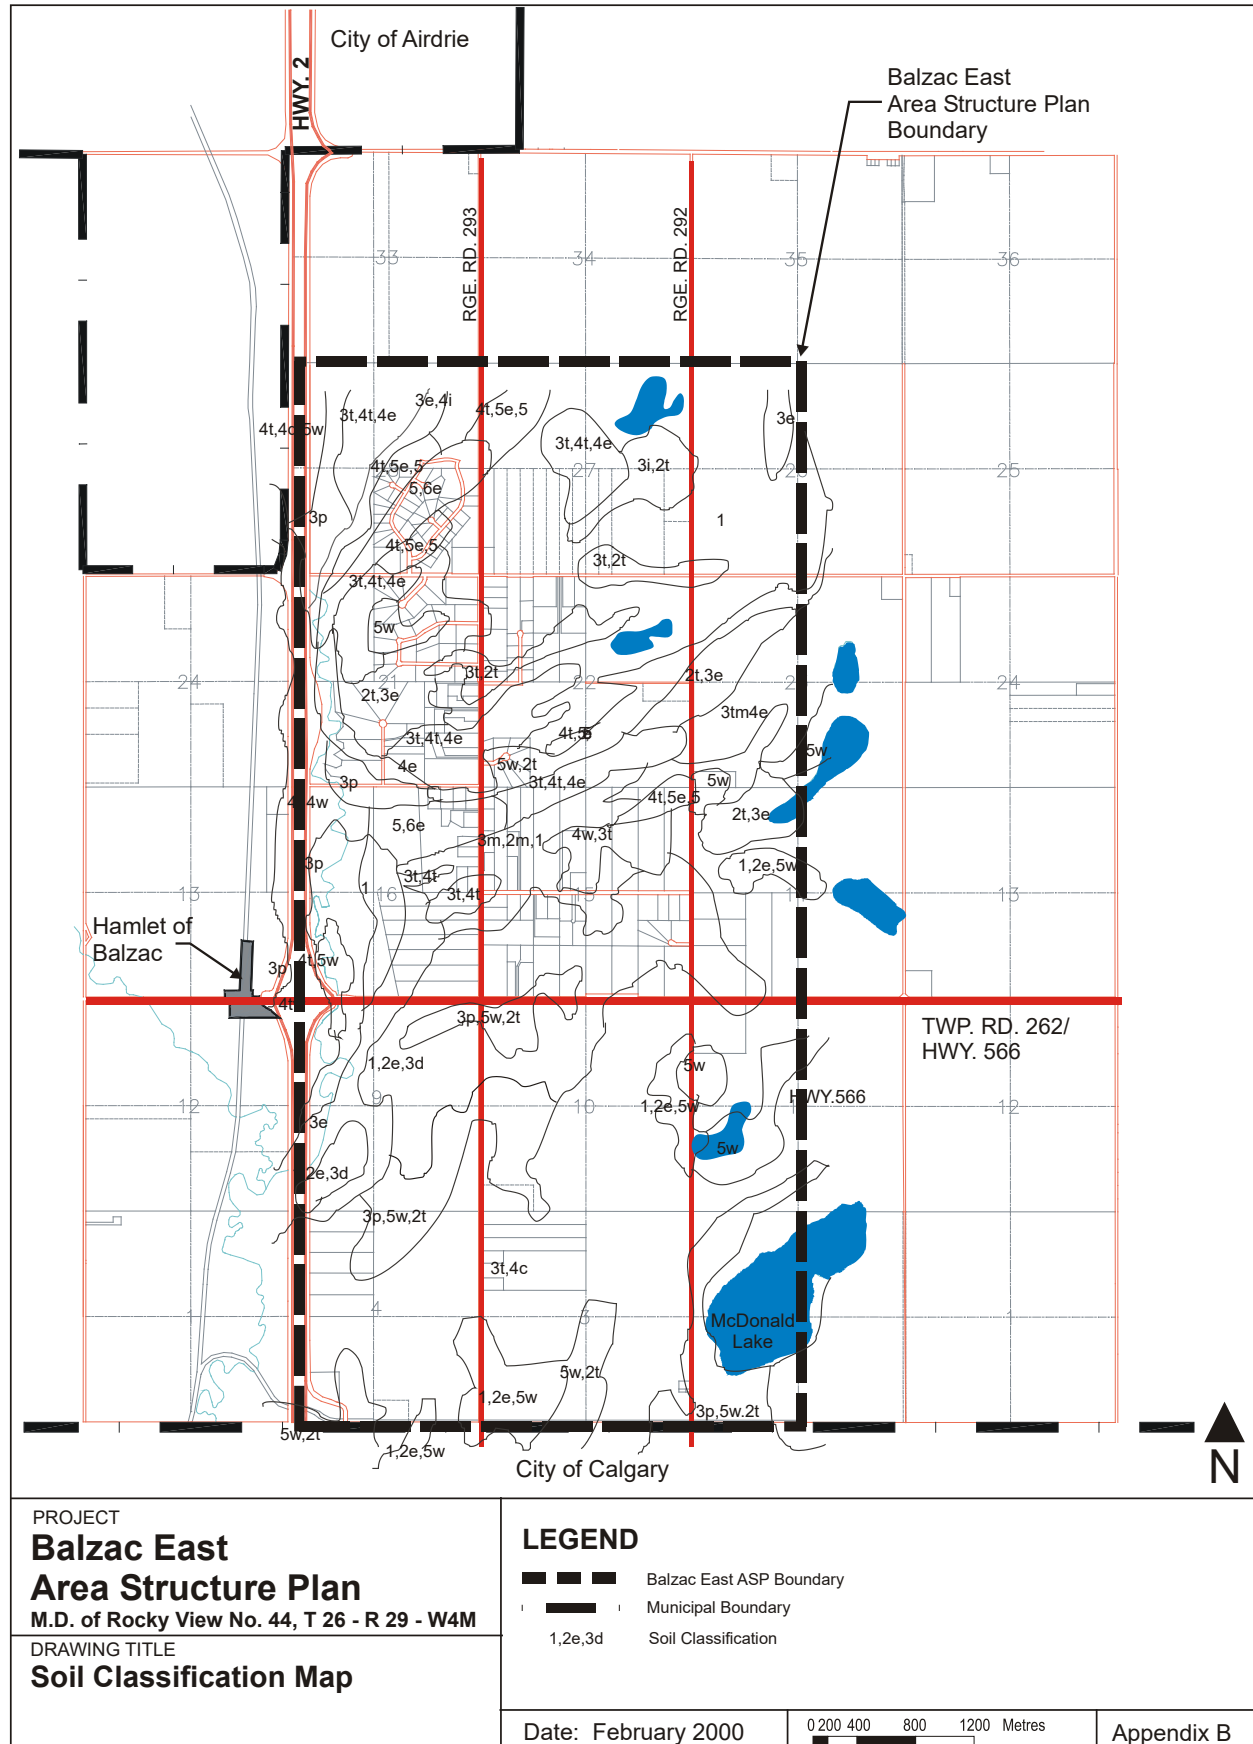 City of Airdrie
HWY. 2
Balzac East
Area Structure Plan
Boundary
RGE. RD. 293
RGE. RD. 292
33
34
35
36
3e,4i
3t,4t,4e
4t,5e,5
3e
3t,4t,4e
4t,5e,5
3i,2t
27
25
5,6e
3p
1
4t,5e,5
3t,2t
3t,4t,4e
5w
3t,2t
24
21
22
2t,3e
24
2t,3e
3tm4e
3t,4t,4e
5w
4e
5w,2t
3p
3t,4t,4e
5w
4t,5e,5
2t,3e
5,6e
3m,2m,1
4w,3t
3p
1,2e,5w
3t,4t
13
1
16
3t,4t
15
13
Hamlet of
Balzac
4t,5w
3p
4t
3p,5w,2t
TWP. RD. 262/
HWY. 566
1,2e,3d
5w
HWY.566
12
9
10
1,2e,5w
12
3e
5w
2e,3d
3p,5w,2t
3t,4c
1
4
3
McDonald
Lake
1
5w,2t
1,2e,5w
3p,5w.2t
5w,2t
1,2e,5w
City of Calgary
N
PROJECT
Balzac East
Area Structure Plan
M.D. of Rocky View No. 44, T 26 - R 29 - W4M
DRAWING TITLE
Soil Classification Map
LEGEND
Balzac East ASP Boundary
Municipal Boundary
1,2e,3d Soil Classification
Date: February 2000
0 200 400 800 1200 Metres
Appendix B